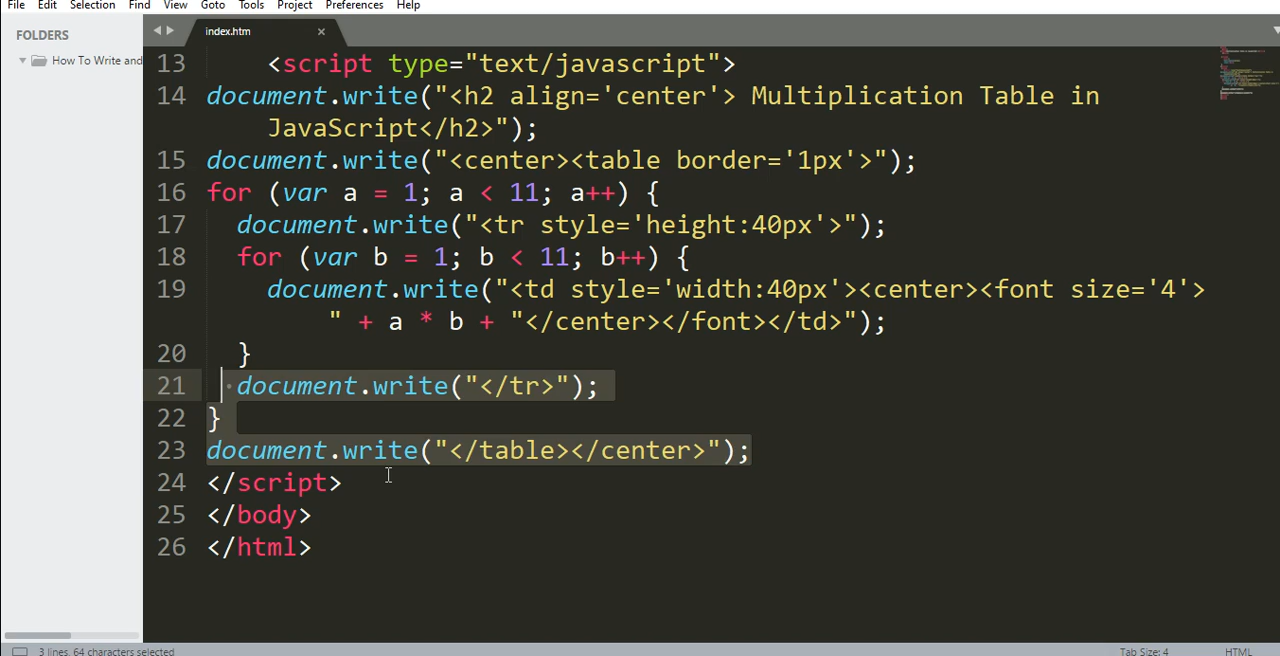 File Edit Selection Find View Goto Tools Project Preferences Help
FOLDERS
How To Write and
index.htm ×
13 <script type="text/javascript">
14 document.write("<h2 align='center'> Multiplication Table in
JavaScript</h2>");
15 document.write("<center><table border='1px'>");
16 for (var a = 1; a < 11; a++) {
17 document.write("<tr style='height:40px'>");
18 for (var b = 1; b < 11; b++) {
19 document.write("<td style='width:40px'><center><font size='4'>
" + a * b + "</center></font></td>");
20 }
21 document.write("</tr>");
22 }
23 document.write("</table></center>");
24 </script>
25 </body>
26 </html>
3 lines, 64 characters selected Tab Size: 4 HTML